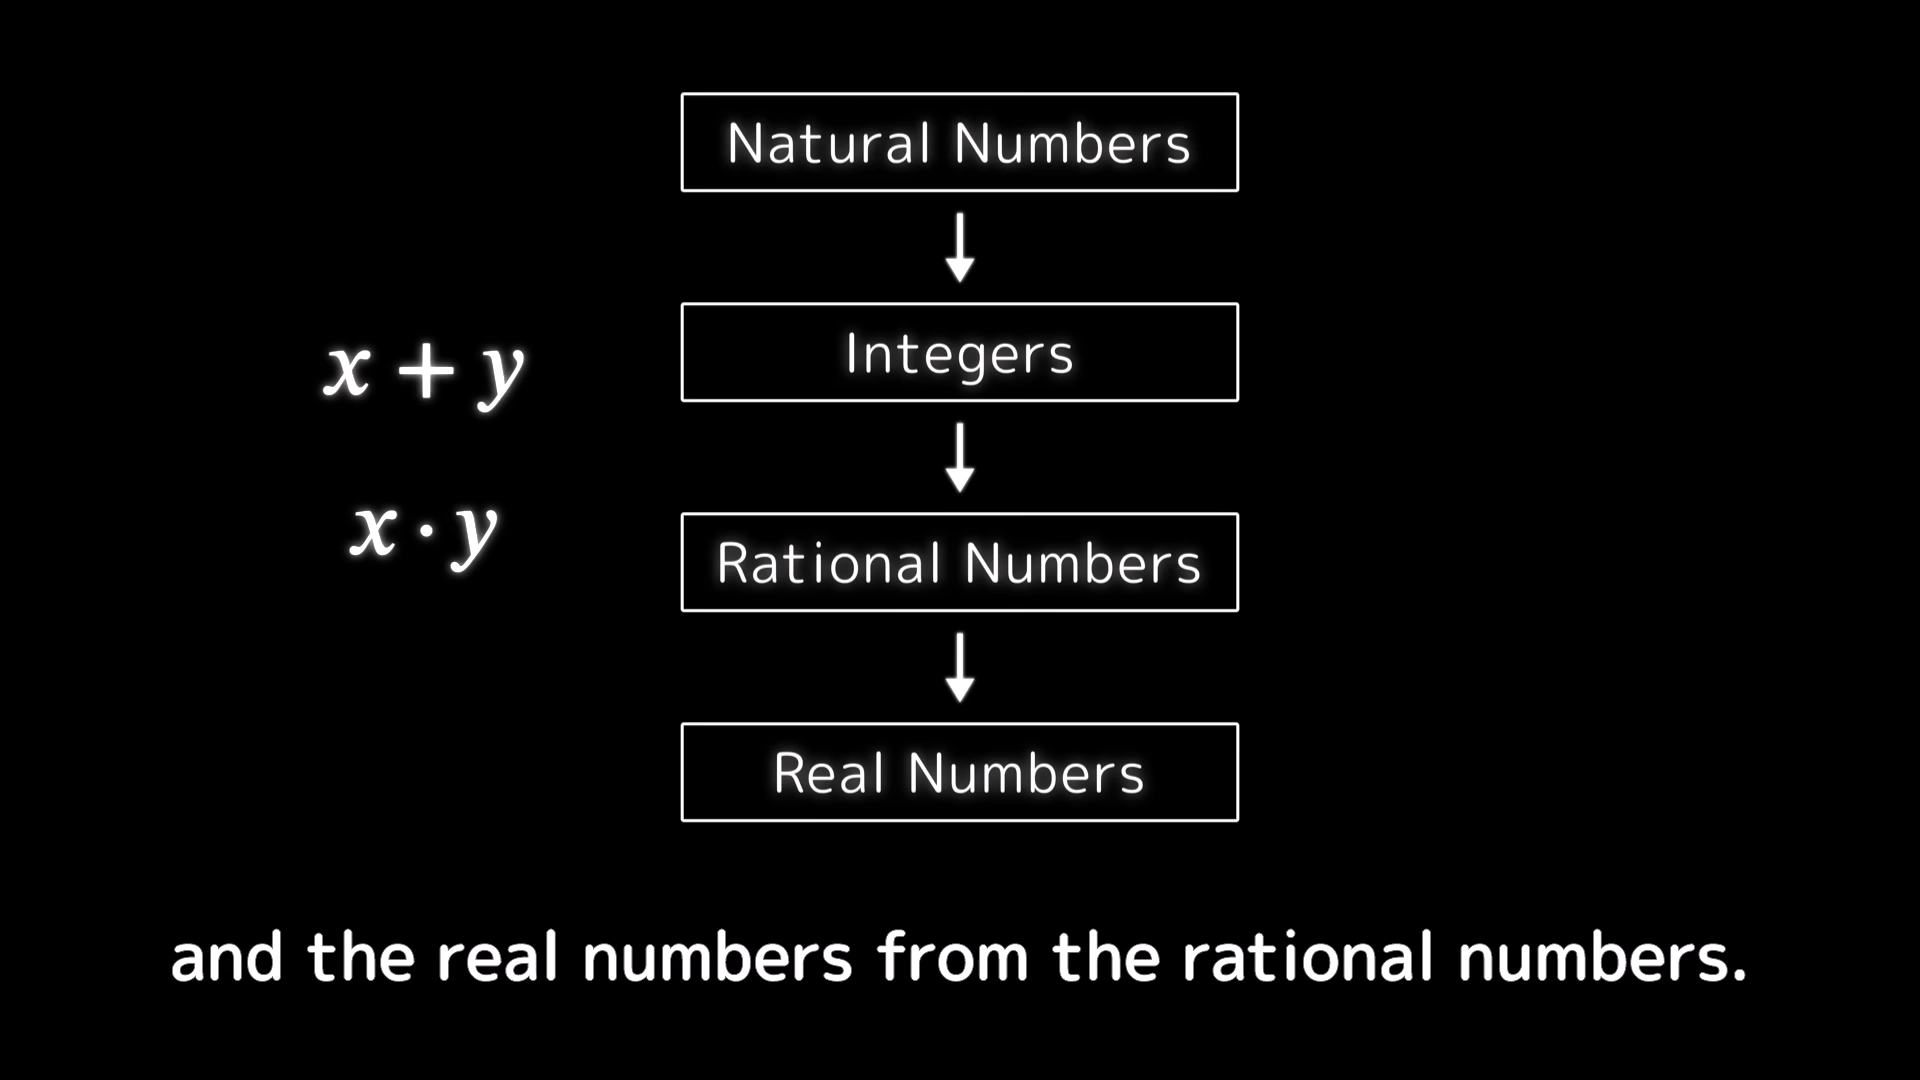 Natural Numbers
Integers
x + y
x · y
Rational Numbers
Real Numbers
and the real numbers from the rational numbers.